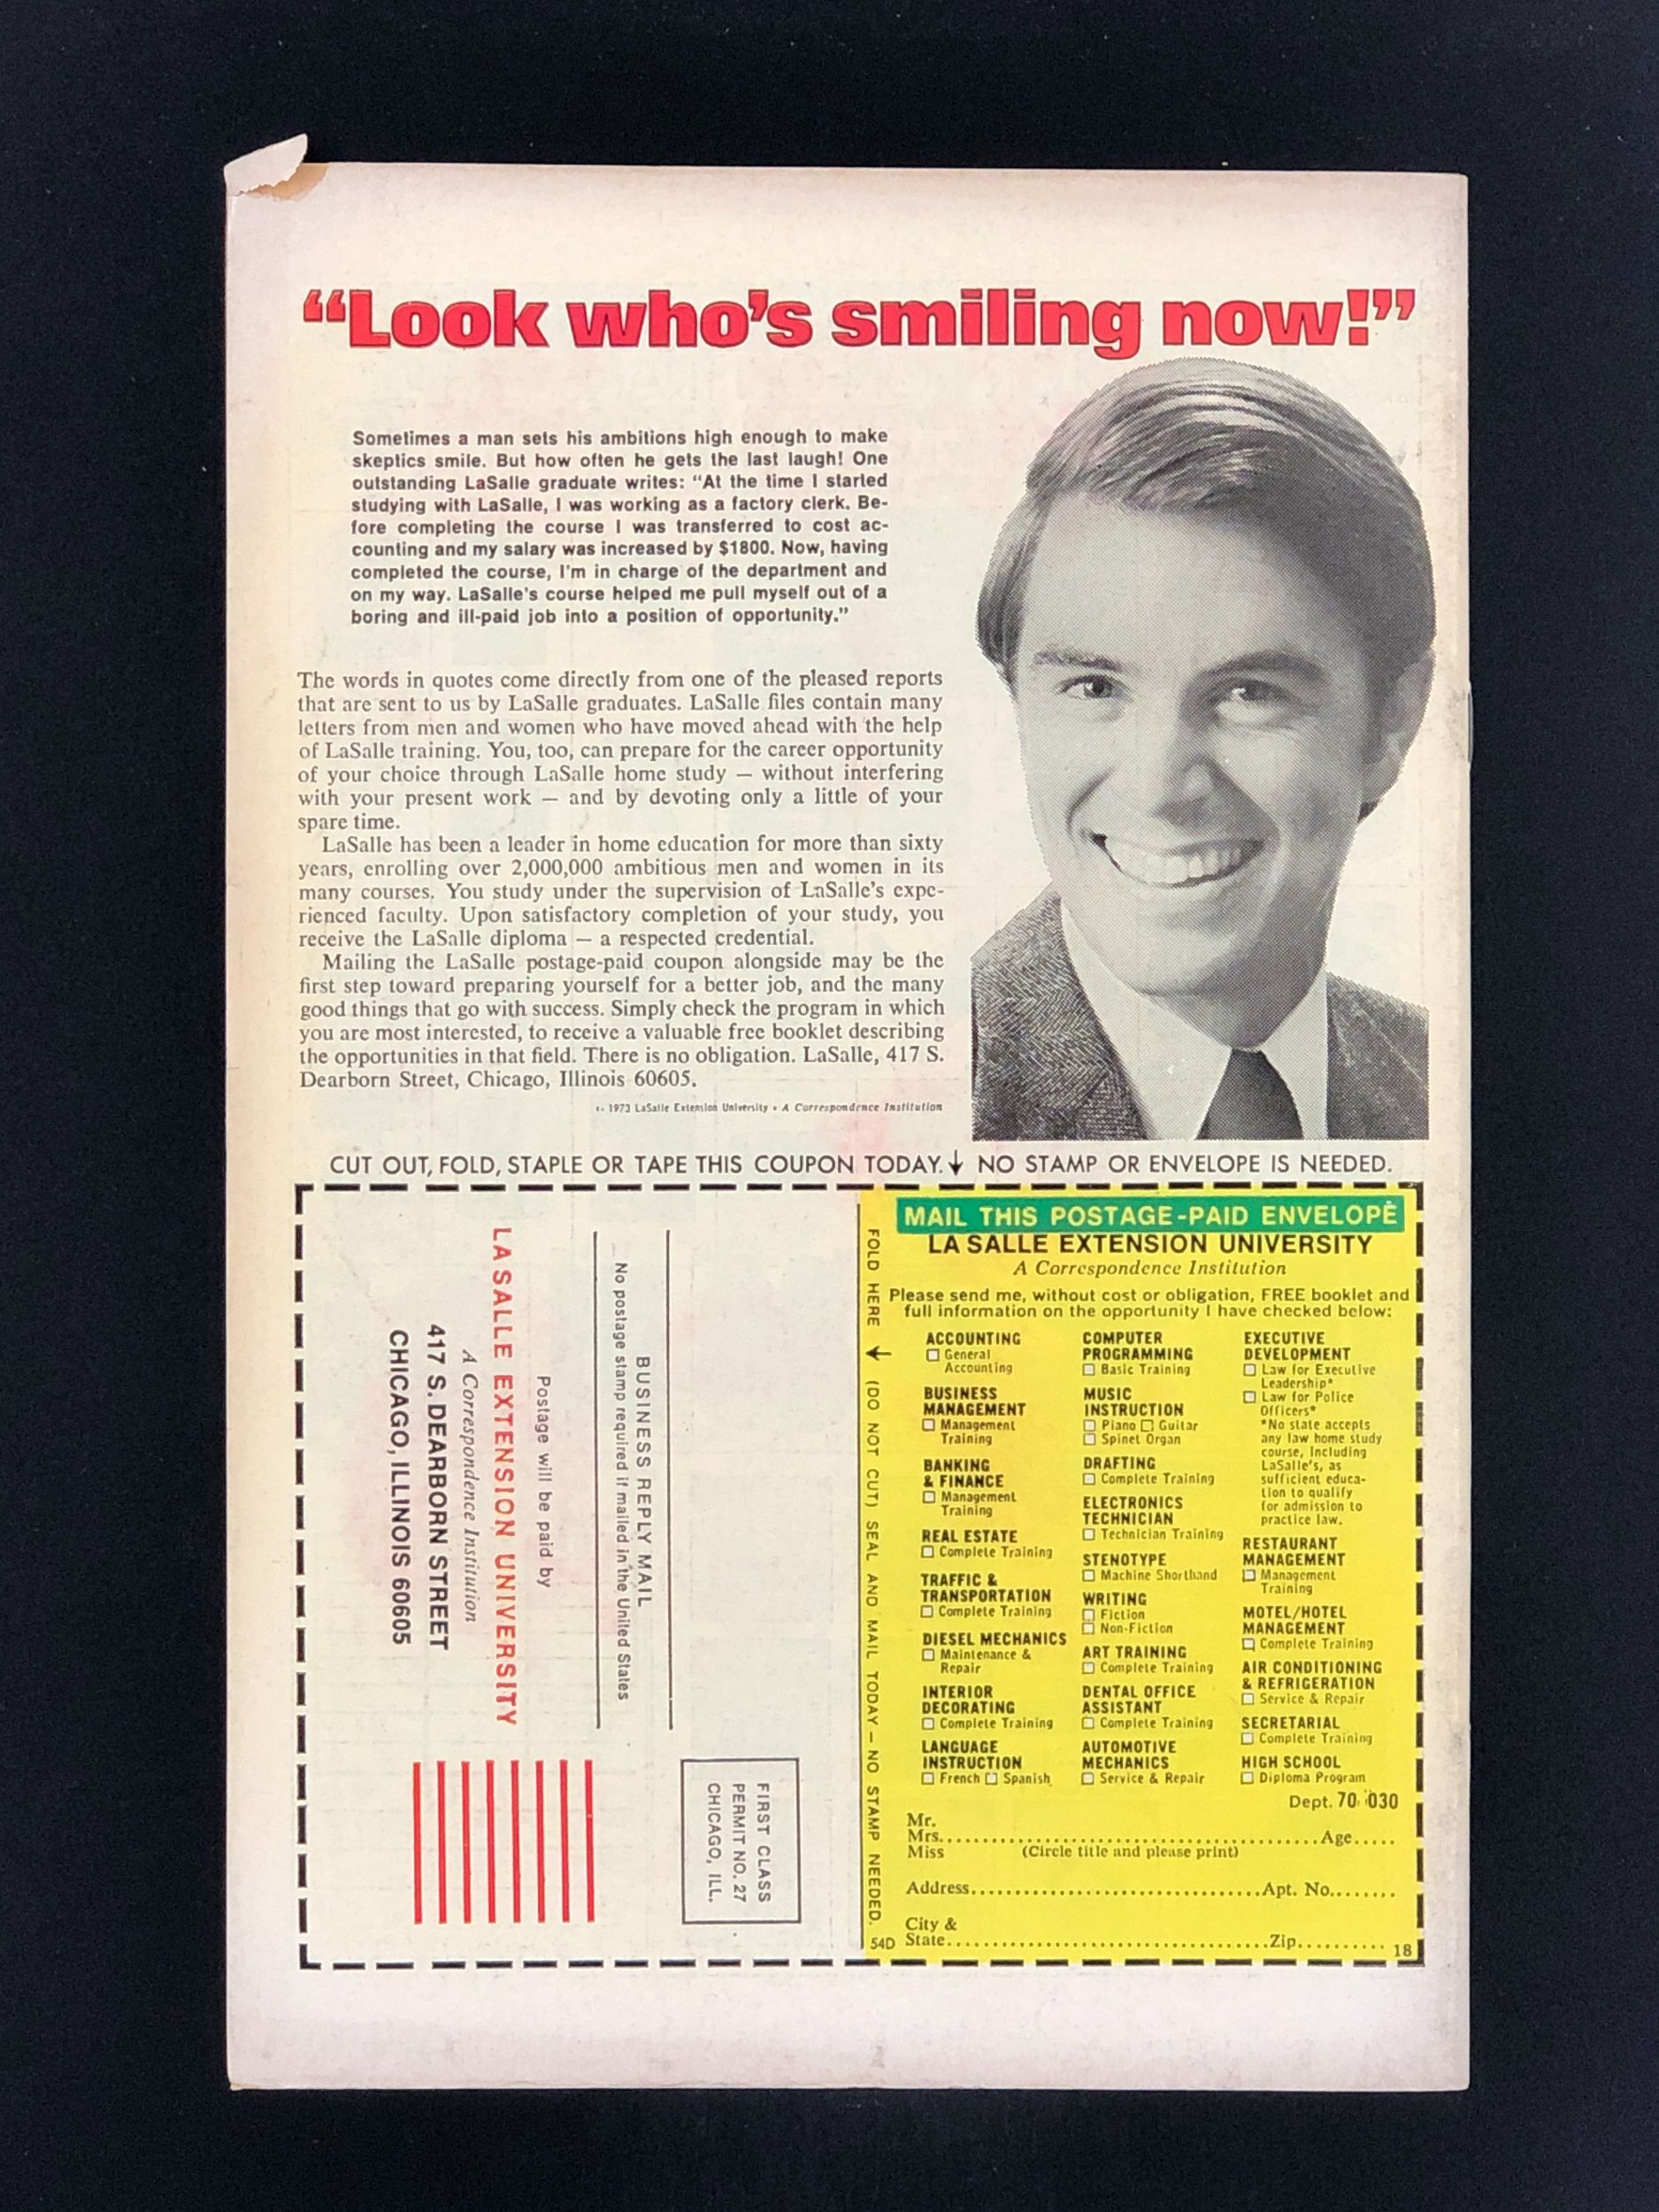 “Look who’s smiling now!”
Sometimes a man sets his ambitions high enough to make
skeptics smile. But how often he gets the last laugh! One
outstanding LaSalle graduate writes: “At the time I started
studying with LaSalle, I was working as a factory clerk. Be-
fore completing the course I was transferred to cost ac-
counting and my salary was increased by $1800. Now, having
completed the course, I'm in charge of the department and
on my way. LaSalle's course helped me pull myself out of a
boring and ill-paid job into a position of opportunity.”
The words in quotes come directly from one of the pleased reports
that are sent to us by LaSalle graduates. LaSalle files contain many
letters from men and women who have moved ahead with the help
of LaSalle training. You, too, can prepare for the career opportunity
of your choice through LaSalle home study — without interfering
with your present work — and by devoting only a little of your
spare time.
LaSalle has been a leader in home education for more than sixty
years, enrolling over 2,000,000 ambitious men and women in its
many courses. You study under the supervision of LaSalle's expe-
rienced faculty. Upon satisfactory completion of your study, you
receive the LaSalle diploma — a respected credential.
Mailing the LaSalle postage-paid coupon alongside may be the
first step toward preparing yourself for a better job, and the many
good things that go with success. Simply check the program in which
you are most interested, to receive a valuable free booklet describing
the opportunities in that field. There is no obligation. LaSalle, 417 S.
Dearborn Street, Chicago, Illinois 60605.
© 1973 LaSalle Extension University • A Correspondence Institution
CUT OUT, FOLD, STAPLE OR TAPE THIS COUPON TODAY. ↓ NO STAMP OR ENVELOPE IS NEEDED.
FIRST CLASS
PERMIT NO. 27
CHICAGO, ILL.
BUSINESS REPLY MAIL
No postage stamp required if mailed in the United States
Postage will be paid by
LASALLE EXTENSION UNIVERSITY
A Correspondence Institution
417 S. DEARBORN STREET
CHICAGO, ILLINOIS 60605
FOLD HERE ↓ (DO NOT CUT) SEAL AND MAIL TODAY – NO STAMP NEEDED.
54D
MAIL THIS POSTAGE-PAID ENVELOPE
LA SALLE EXTENSION UNIVERSITY
A Correspondence Institution
Please send me, without cost or obligation, FREE booklet and
full information on the opportunity I have checked below:
ACCOUNTING
☐ General
Accounting
BUSINESS
MANAGEMENT
☐ Management
Training
BANKING
& FINANCE
☐ Management
Training
REAL ESTATE
☐ Complete Training
TRAFFIC &
TRANSPORTATION
☐ Complete Training
DIESEL MECHANICS
☐ Maintenance &
Repair
INTERIOR
DECORATING
☐ Complete Training
LANGUAGE
INSTRUCTION
☐ French ☐ Spanish
COMPUTER
PROGRAMMING
☐ Basic Training
MUSIC
INSTRUCTION
☐ Piano ☐ Guitar
☐ Spinet Organ
DRAFTING
☐ Complete Training
ELECTRONICS
TECHNICIAN
☐ Technician Training
STENOTYPE
☐ Machine Shorthand
WRITING
☐ Fiction
☐ Non-Fiction
ART TRAINING
☐ Complete Training
DENTAL OFFICE
ASSISTANT
☐ Complete Training
AUTOMOTIVE
MECHANICS
☐ Service & Repair
EXECUTIVE
DEVELOPMENT
☐ Law for Executive
Leadership*
☐ Law for Police
Officers*
*No state accepts
any law home study
course, including
LaSalle's, as
sufficient educa-
tion to qualify
for admission to
practice law.
RESTAURANT
MANAGEMENT
☐ Management
Training
MOTEL/HOTEL
MANAGEMENT
☐ Complete Training
AIR CONDITIONING
& REFRIGERATION
☐ Service & Repair
SECRETARIAL
☐ Complete Training
HIGH SCHOOL
☐ Diploma Program
Dept. 70-030
Mr.
Mrs.......................................Age.....
Miss (Circle title and please print)
Address..............................Apt. No........
City &
State.................................Zip..........
18